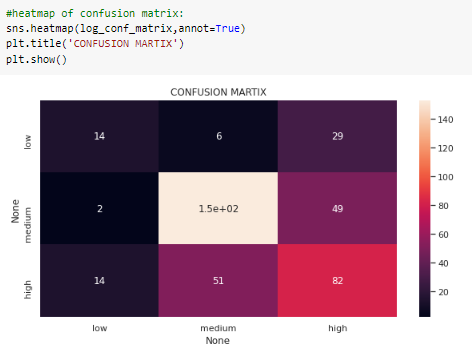 #heatmap of confusion matrix:
sns.heatmap(log_conf_matrix,annot=True)
plt.title('CONFUSION MARTIX')
plt.show()
CONFUSION MARTIX
low
14
6
29
medium
2
1.5e+02
49
high
14
51
82
None
low
medium
high
None
140
120
100
80
60
40
20